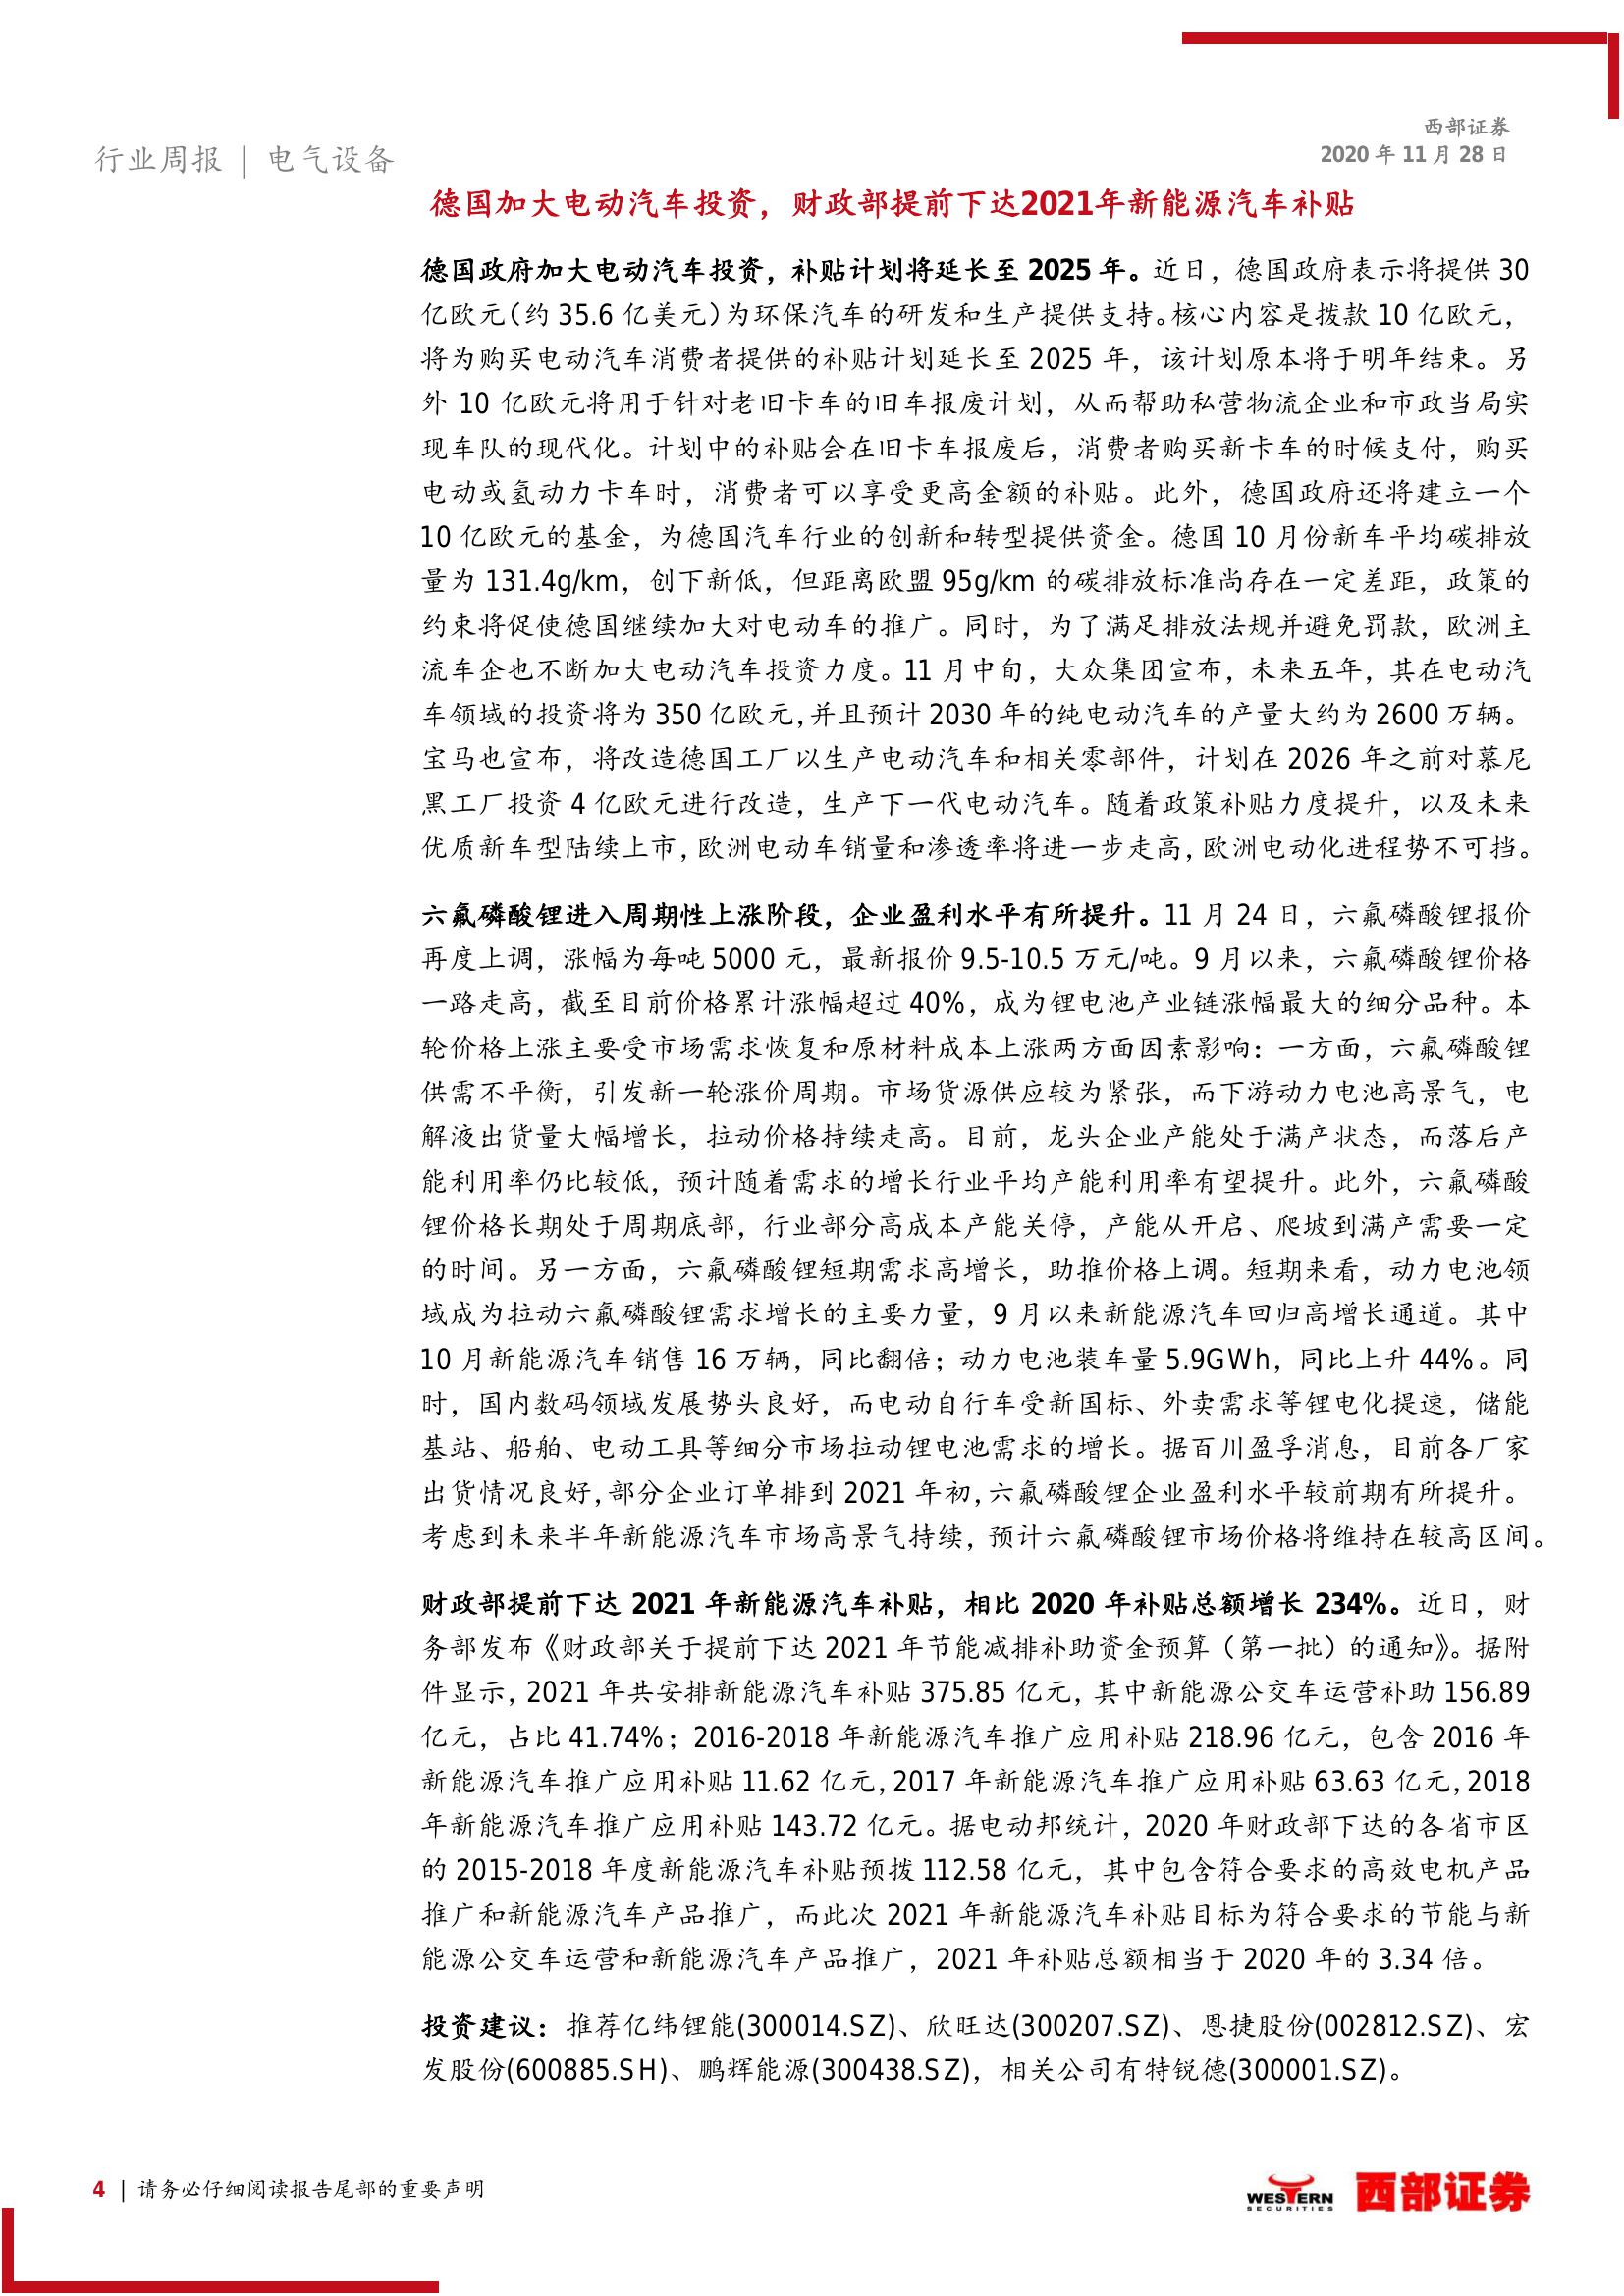 西部证券
2020 年 11 月 28 日
行业周报 | 电气设备
德国加大电动汽车投资，财政部提前下达2021年新能源汽车补贴
德国政府加大电动汽车投资，补贴计划将延长至 2025 年。近日，德国政府表示将提供 30
亿欧元（约 35.6 亿美元）为环保汽车的研发和生产提供支持。核心内容是拨款 10 亿欧元，
将为购买电动汽车消费者提供的补贴计划延长至 2025 年，该计划原本将于明年结束。另
外 10 亿欧元将用于针对老旧卡车的旧车报废计划，从而帮助私营物流企业和市政当局实
现车队的现代化。计划中的补贴会在旧卡车报废后，消费者购买新卡车的时候支付，购买
电动或氢动力卡车时，消费者可以享受更高金额的补贴。此外，德国政府还将建立一个
10 亿欧元的基金，为德国汽车行业的创新和转型提供资金。德国 10 月份新车平均碳排放
量为 131.4g/km，创下新低，但距离欧盟 95g/km 的碳排放标准尚存在一定差距，政策的
约束将促使德国继续加大对电动车的推广。同时，为了满足排放法规并避免罚款，欧洲主
流车企也不断加大电动汽车投资力度。11 月中旬，大众集团宣布，未来五年，其在电动汽
车领域的投资将为 350 亿欧元，并且预计 2030 年的纯电动汽车的产量大约为 2600 万辆。
宝马也宣布，将改造德国工厂以生产电动汽车和相关零部件，计划在 2026 年之前对慕尼
黑工厂投资 4 亿欧元进行改造，生产下一代电动汽车。随着政策补贴力度提升，以及未来
优质新车型陆续上市，欧洲电动车销量和渗透率将进一步走高，欧洲电动化进程势不可挡。
六氟磷酸锂进入周期性上涨阶段，企业盈利水平有所提升。11 月 24 日，六氟磷酸锂报价
再度上调，涨幅为每吨 5000 元，最新报价 9.5-10.5 万元/吨。9 月以来，六氟磷酸锂价格
一路走高，截至目前价格累计涨幅超过 40%，成为锂电池产业链涨幅最大的细分品种。本
轮价格上涨主要受市场需求恢复和原材料成本上涨两方面因素影响：一方面，六氟磷酸锂
供需不平衡，引发新一轮涨价周期。市场货源供应较为紧张，而下游动力电池高景气，电
解液出货量大幅增长，拉动价格持续走高。目前，龙头企业产能处于满产状态，而落后产
能利用率仍比较低，预计随着需求的增长行业平均产能利用率有望提升。此外，六氟磷酸
锂价格长期处于周期底部，行业部分高成本产能关停，产能从开启、爬坡到满产需要一定
的时间。另一方面，六氟磷酸锂短期需求高增长，助推价格上调。短期来看，动力电池领
域成为拉动六氟磷酸锂需求增长的主要力量，9 月以来新能源汽车回归高增长通道。其中
10 月新能源汽车销售 16 万辆，同比翻倍；动力电池装车量 5.9GWh，同比上升 44%。同
时，国内数码领域发展势头良好，而电动自行车受新国标、外卖需求等锂电化提速，储能
基站、船舶、电动工具等细分市场拉动锂电池需求的增长。据百川盈孚消息，目前各厂家
出货情况良好，部分企业订单排到 2021 年初，六氟磷酸锂企业盈利水平较前期有所提升。
考虑到未来半年新能源汽车市场高景气持续，预计六氟磷酸锂市场价格将维持在较高区间。
财政部提前下达 2021 年新能源汽车补贴，相比 2020 年补贴总额增长 234%。近日，财
务部发布《财政部关于提前下达 2021 年节能减排补助资金预算（第一批）的通知》。据附
件显示，2021 年共安排新能源汽车补贴 375.85 亿元，其中新能源公交车运营补助 156.89
亿元，占比 41.74%；2016-2018 年新能源汽车推广应用补贴 218.96 亿元，包含 2016 年
新能源汽车推广应用补贴 11.62 亿元，2017 年新能源汽车推广应用补贴 63.63 亿元，2018
年新能源汽车推广应用补贴 143.72 亿元。据电动邦统计，2020 年财政部下达的各省市区
的 2015-2018 年度新能源汽车补贴预拨 112.58 亿元，其中包含符合要求的高效电机产品
推广和新能源汽车产品推广，而此次 2021 年新能源汽车补贴目标为符合要求的节能与新
能源公交车运营和新能源汽车产品推广，2021 年补贴总额相当于 2020 年的 3.34 倍。
投资建议：推荐亿纬锂能(300014.SZ)、欣旺达(300207.SZ)、恩捷股份(002812.SZ)、宏
发股份(600885.SH)、鹏辉能源(300438.SZ)，相关公司有特锐德(300001.SZ)。
4 | 请务必仔细阅读报告尾部的重要声明
WESTERN
SECURITIES
西部证券